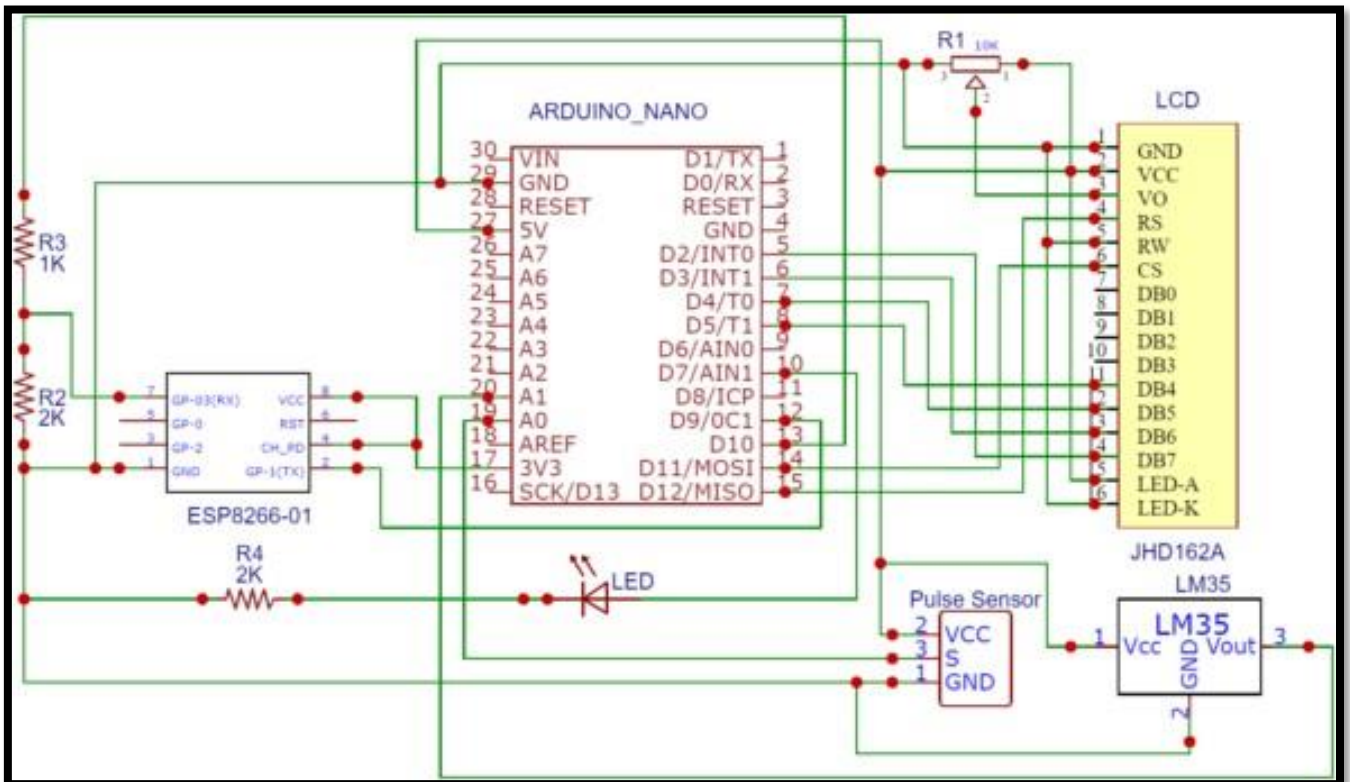 R1 10K
3 1
2
LCD
ARDUINO_NANO
30 VIN D1/TX 1
29 GND D0/RX 2
28 RESET RESET 3
27 5V GND 4
26 A7 D2/INT0 5
25 A6 D3/INT1 6
24 A5 D4/T0 7
23 A4 D5/T1 8
22 A3 D6/AIN0 9
21 A2 D7/AIN1 10
20 A1 D8/ICP 11
19 A0 D9/0C1 12
18 AREF D10 13
17 3V3 D11/MOSI 14
16 SCK/D13 D12/MISO 15
1 GND
2 VCC
3 VO
4 RS
5 RW
6 CS
7 DB0
8 DB1
9 DB2
10 DB3
11 DB4
12 DB5
13 DB6
14 DB7
15 LED-A
16 LED-K
JHD162A
R3
1K
R2
2K
7 GP-03(RX) VCC 8
5 GP-0 RST 6
3 GP-2 CH_PD 4
1 GND GP-1(TX) 2
ESP8266-01
R4
2K
LED
Pulse Sensor
2 VCC
3 S
1 GND
LM35
LM35
1 Vcc GND Vout 3
2